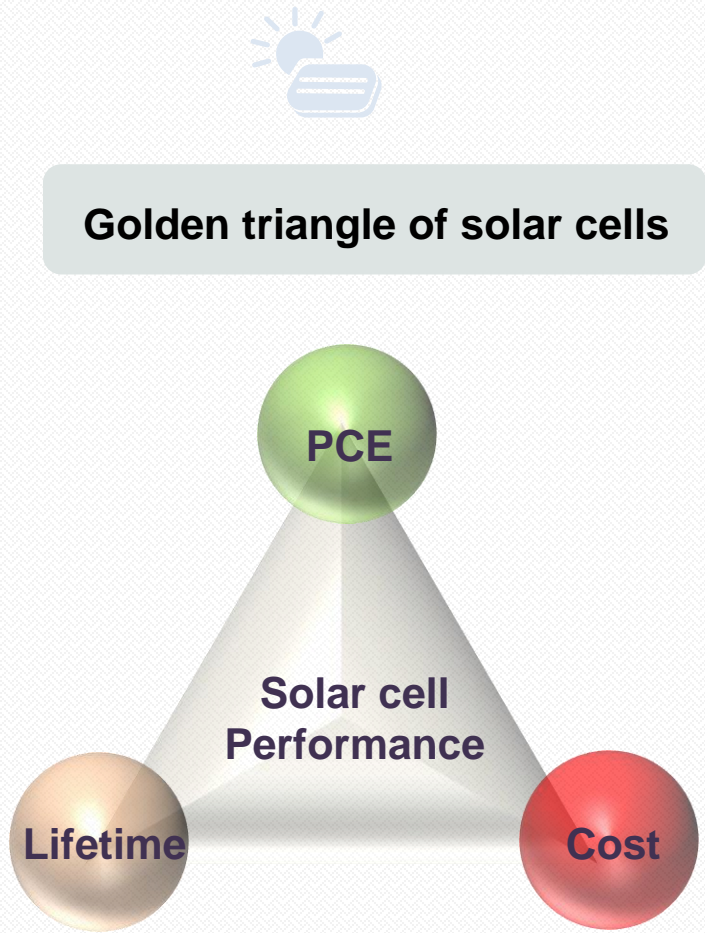 Golden triangle of solar cells
PCE
Solar cell
Performance
Lifetime
Cost